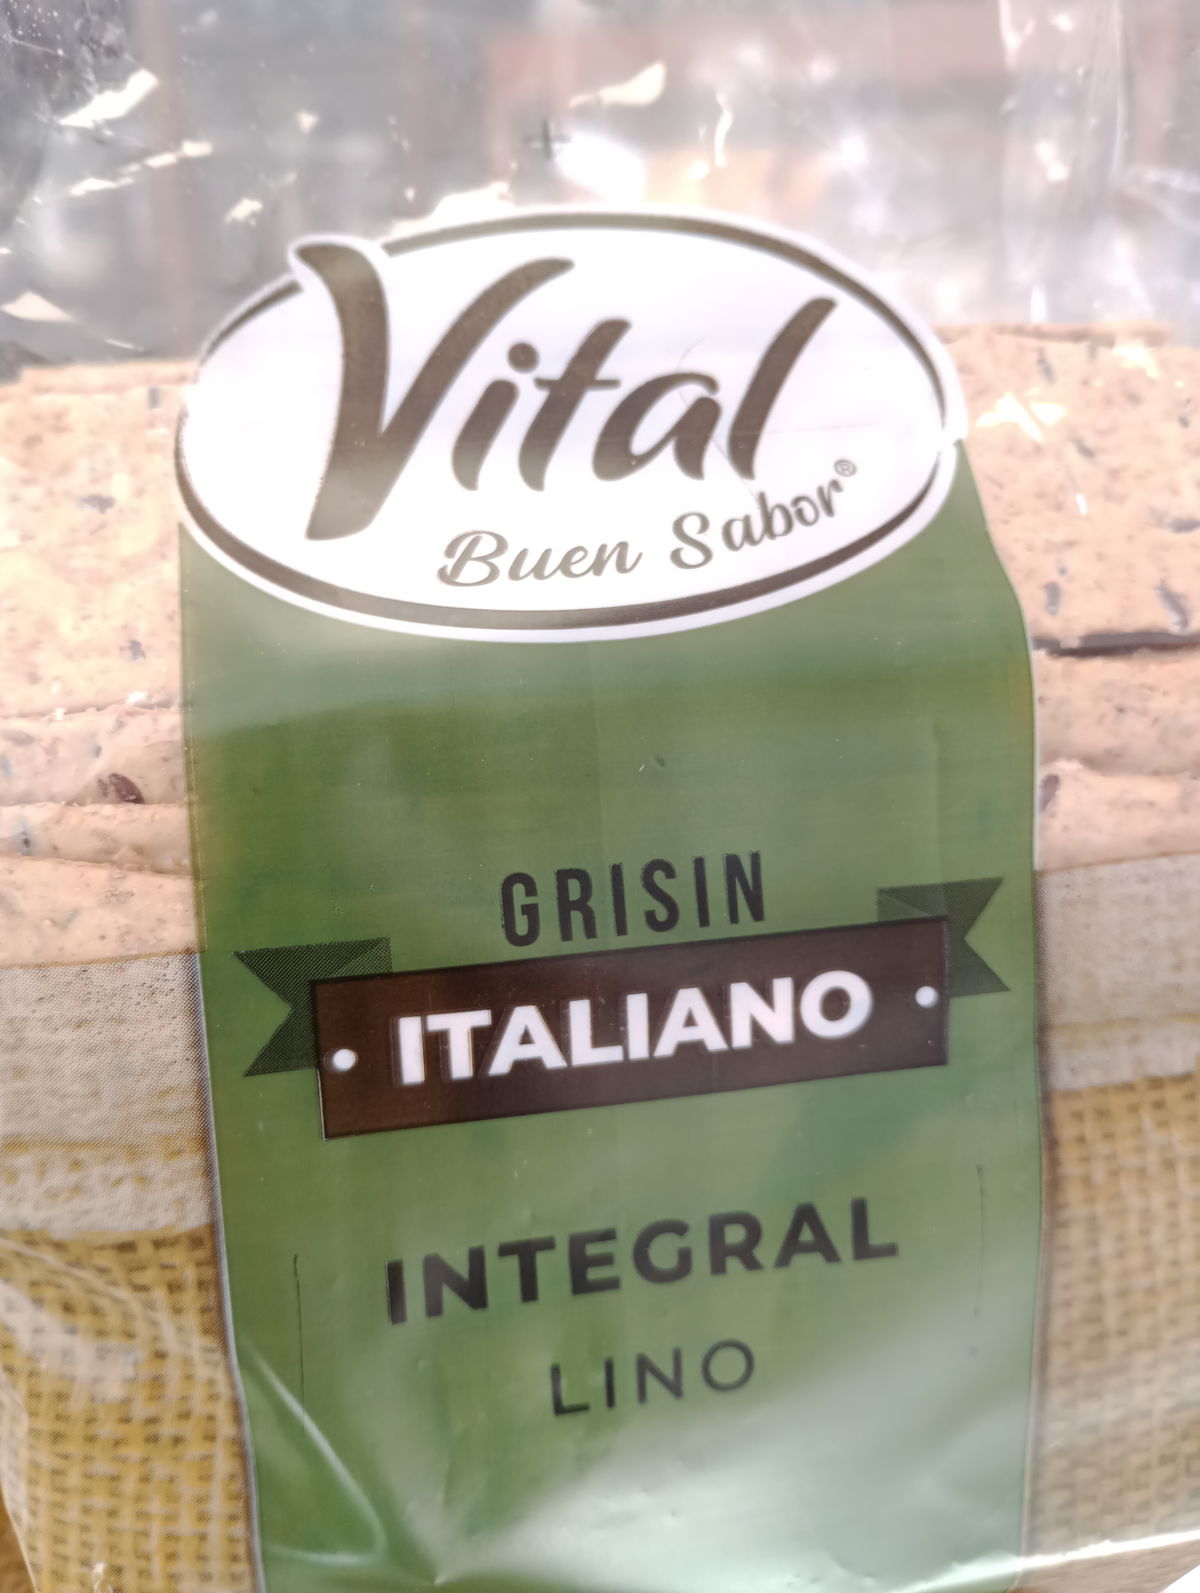 Vital
Buen Sabor®
GRISIN
ITALIANO
INTEGRAL
LINO